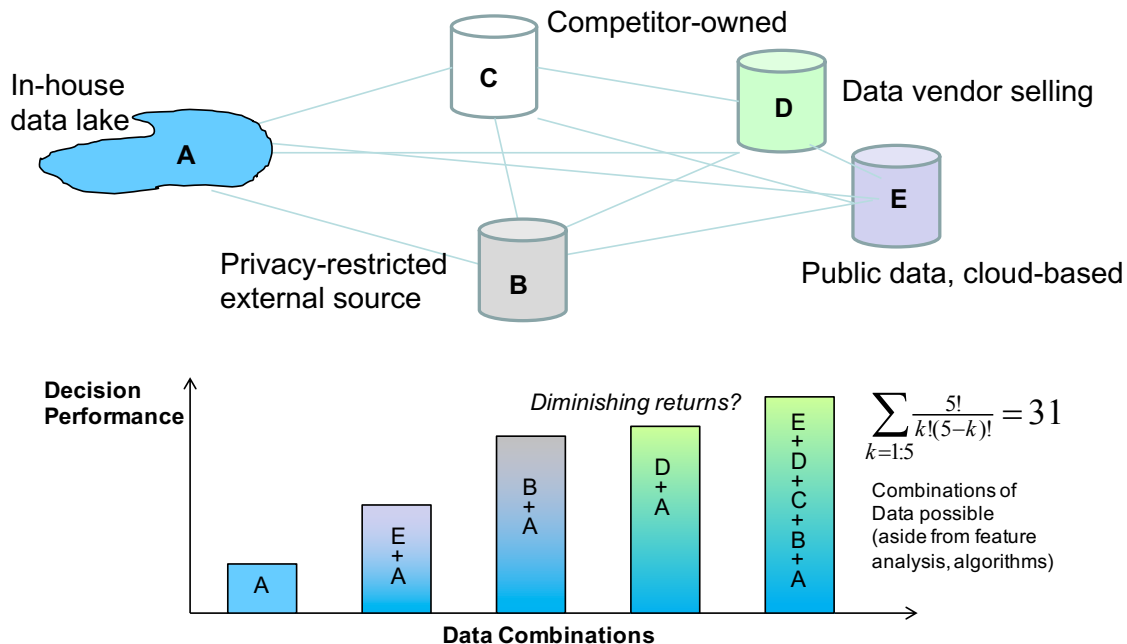 Competitor-owned
C
In-house
data lake
A
D
Data vendor selling
E
Public data, cloud-based
Privacy-restricted
external source
B
Decision
Performance
Diminishing returns?
A
E
+
A
B
+
A
D
+
A
E
+
D
+
C
+
B
+
A
∑ 5!/k!(5−k)! = 31
k=1:5
Combinations of
Data possible
(aside from feature
analysis, algorithms)
Data Combinations